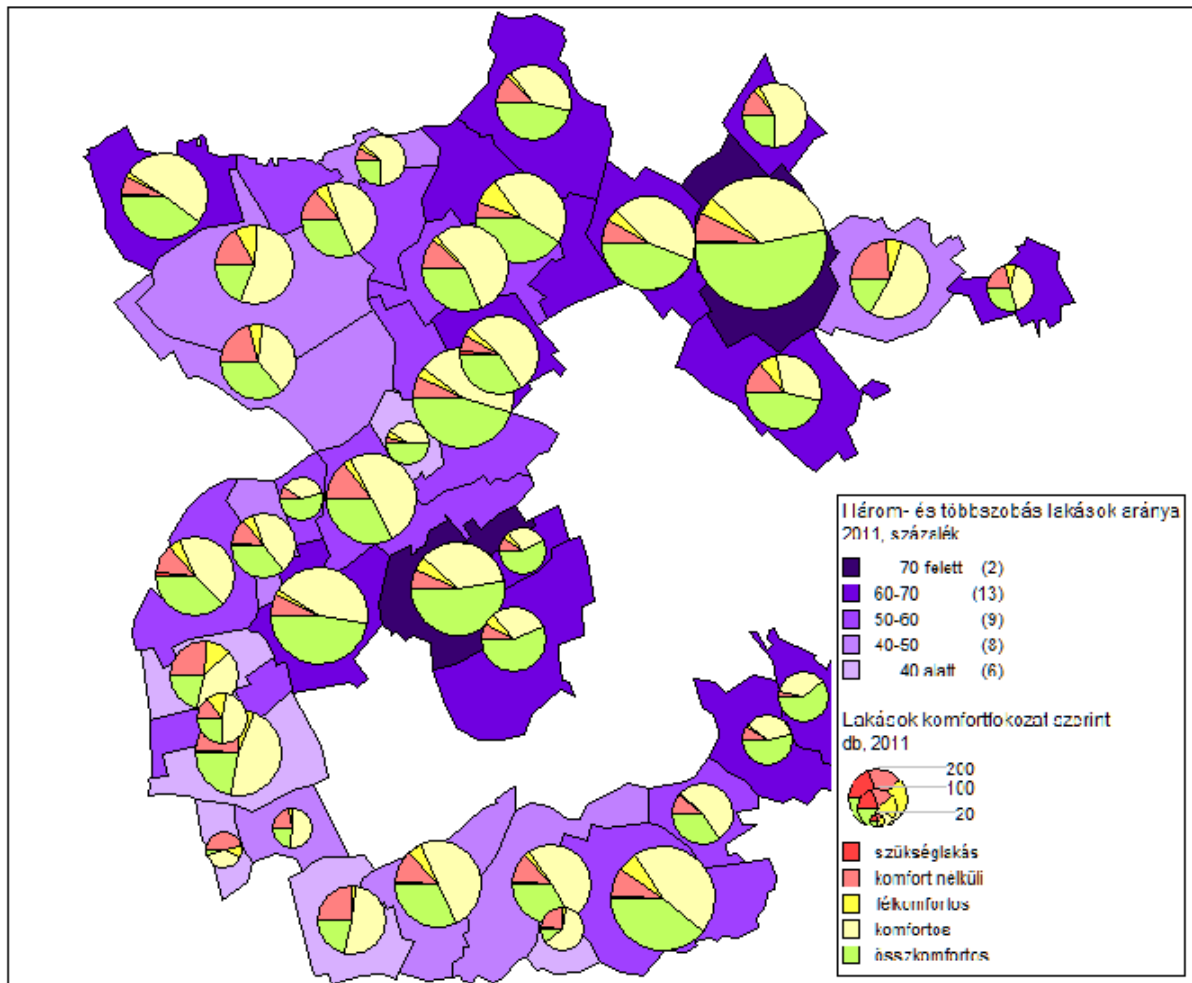 Három- és többszobás lakások aránya
2011, százalék
70 felett (2)
60-70 (13)
50-60 (9)
40-50 (8)
40 alatt (6)
Lakások komfortfokozat szerint
db, 2011
200
100
20
szükséglakás
komfort nélküli
félkomfortos
komfortos
összkomfortos